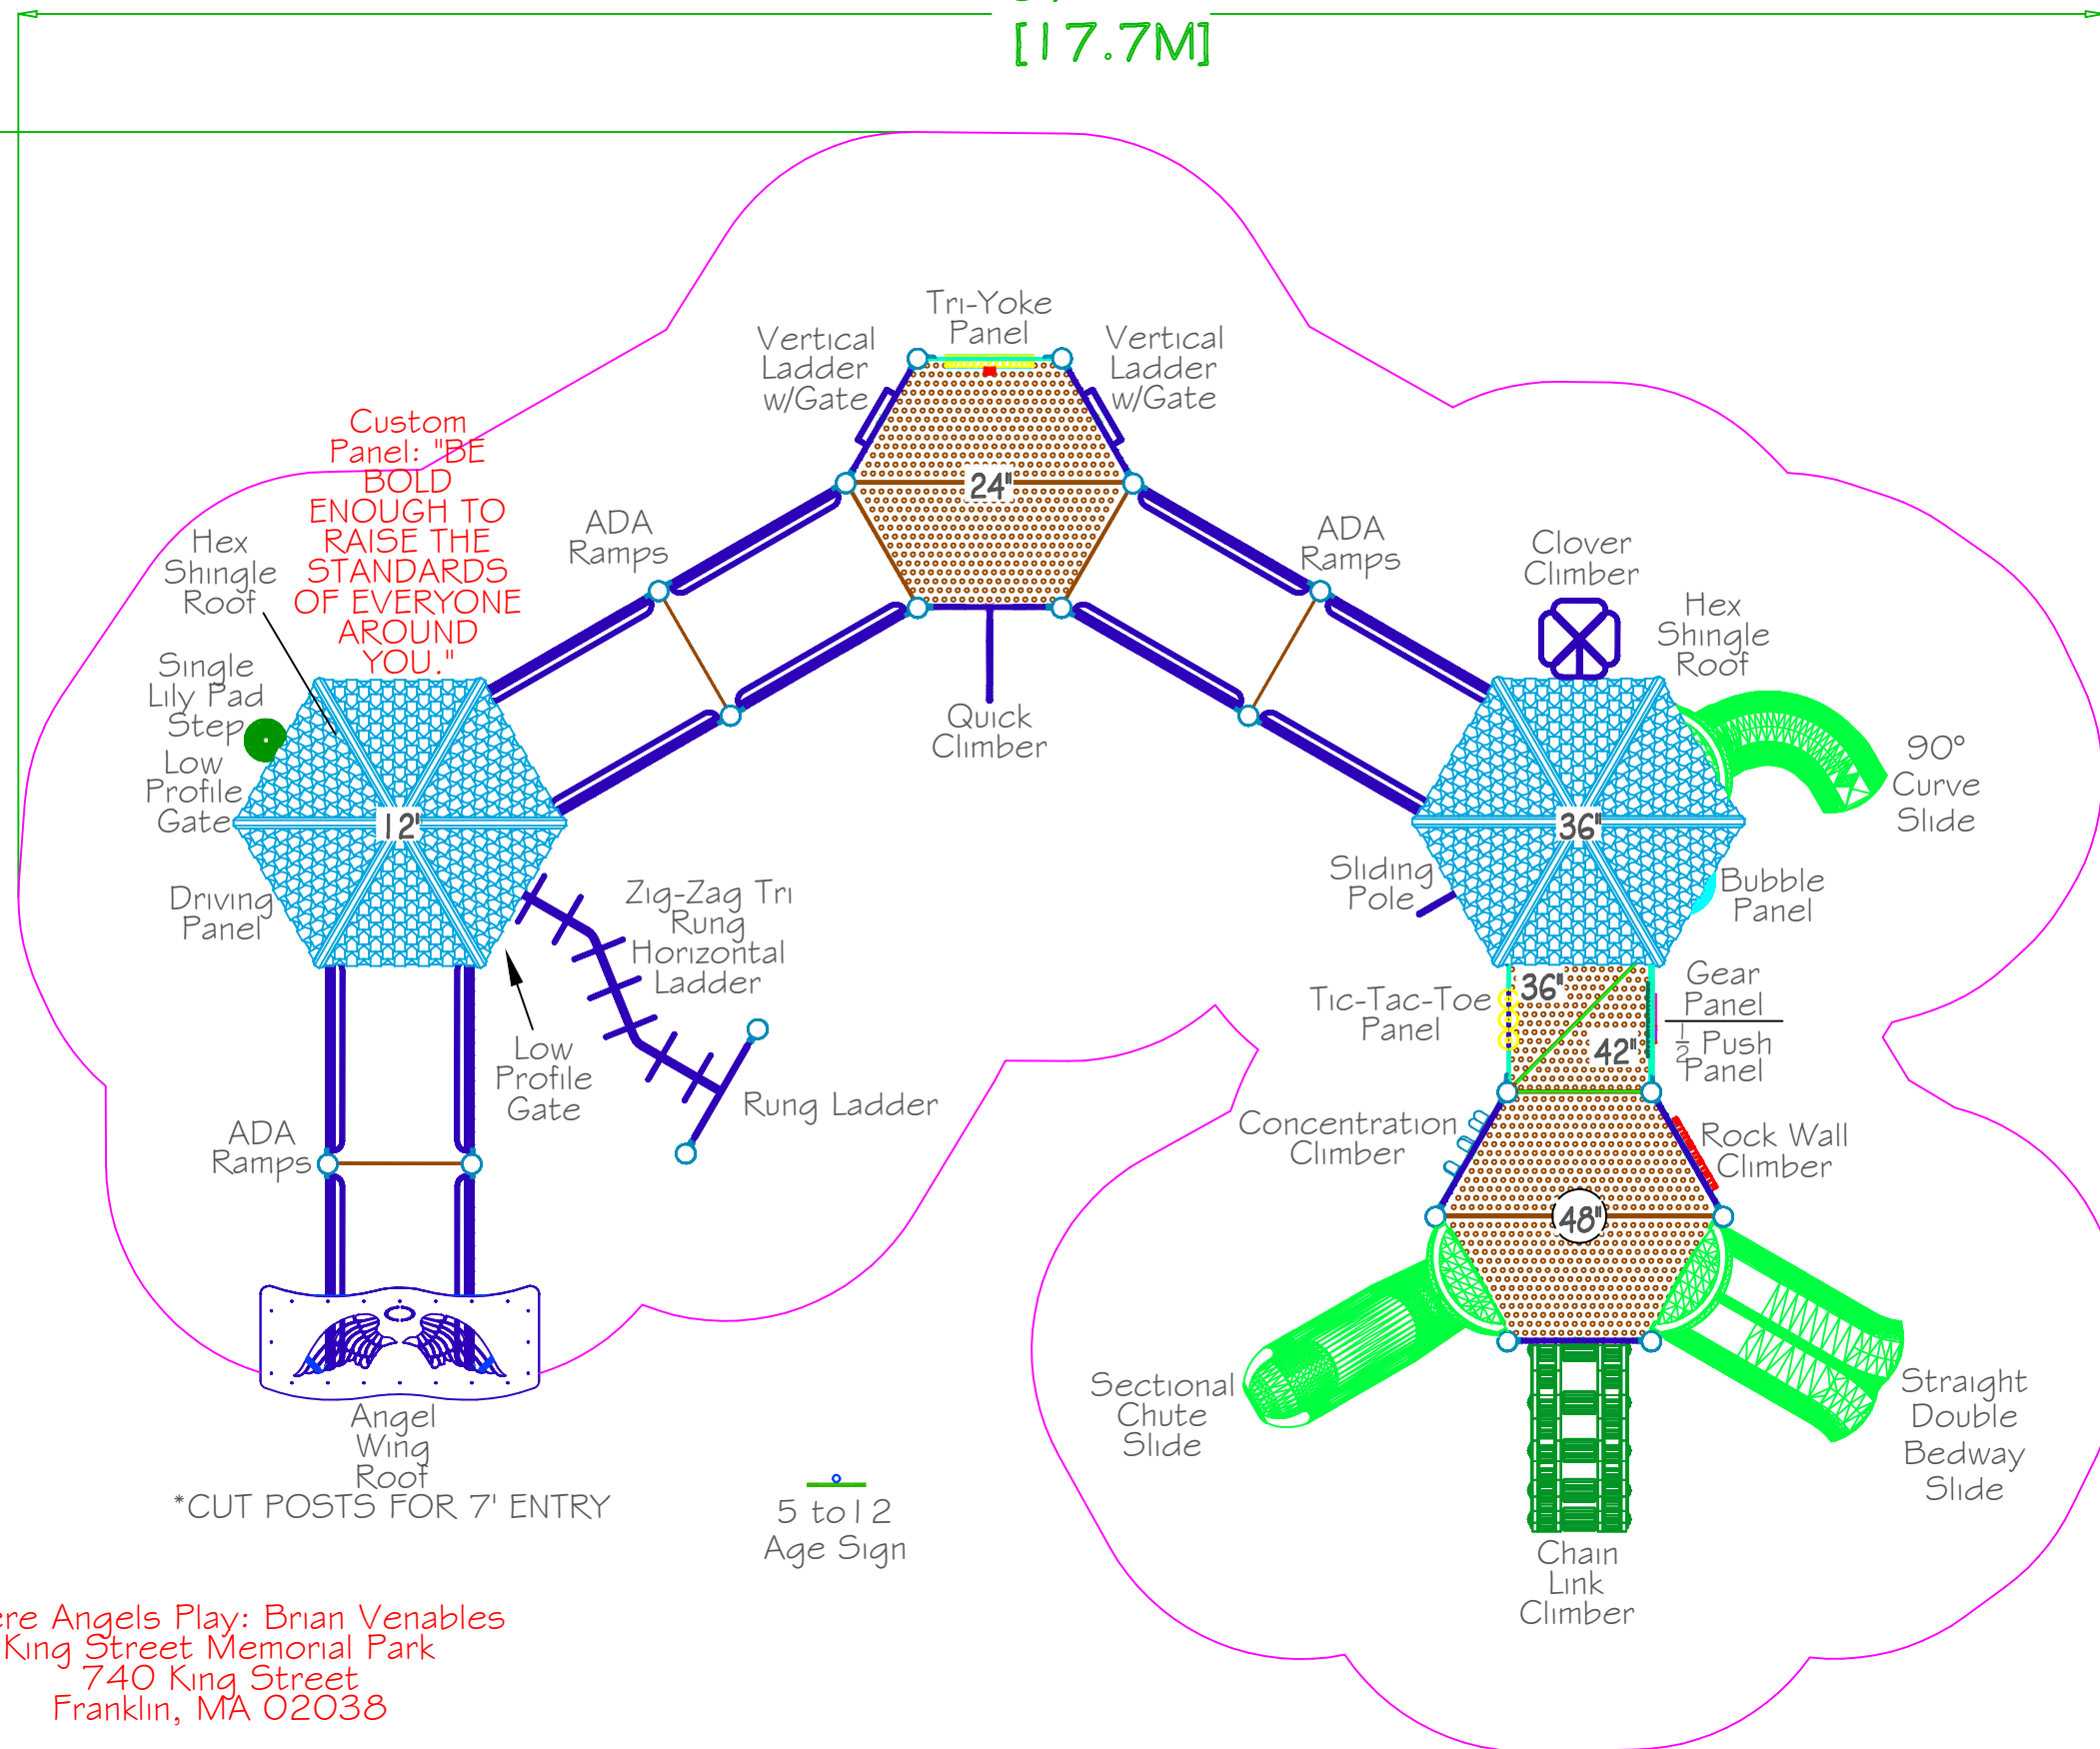 [17.7M]
Tri-Yoke
Panel
Vertical
Ladder
w/Gate
Vertical
Ladder
w/Gate
24"
Custom
Panel: "BE
BOLD
ENOUGH TO
RAISE THE
STANDARDS
OF EVERYONE
AROUND
YOU."
Hex
Shingle
Roof
ADA
Ramps
ADA
Ramps
Clover
Climber
Hex
Shingle
Roof
Single
Lily Pad
Step
Low
Profile
Gate
Quick
Climber
90°
Curve
Slide
12"
36"
Driving
Panel
Zig-Zag Tri
Rung
Horizontal
Ladder
Sliding
Pole
Bubble
Panel
Low
Profile
Gate
Tic-Tac-Toe
Panel
36"
42"
Gear
Panel
1/2 Push
Panel
Rung Ladder
ADA
Ramps
Concentration
Climber
Rock Wall
Climber
48"
Angel
Wing
Roof
*CUT POSTS FOR 7' ENTRY
Sectional
Chute
Slide
Straight
Double
Bedway
Slide
5 to12
Age Sign
Chain
Link
Climber
Angels Play: Brian Venables
King Street Memorial Park
740 King Street
Franklin, MA 02038